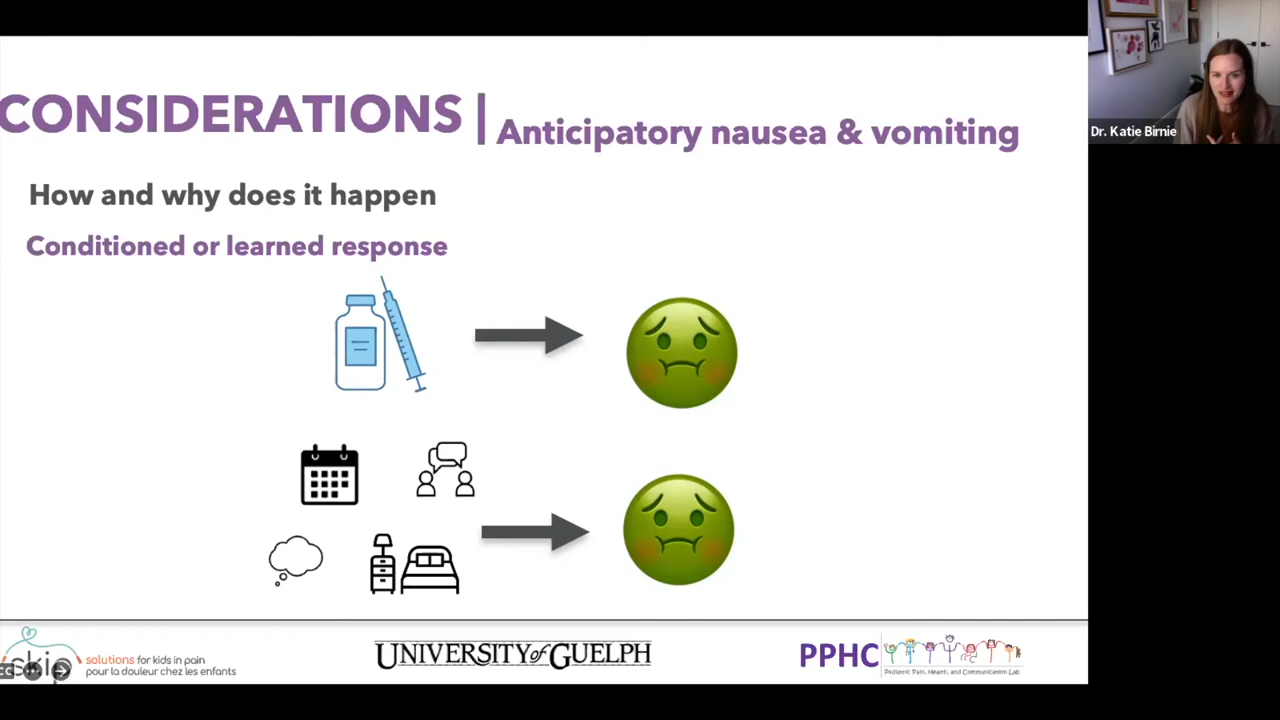 CONSIDERATIONS | Anticipatory nausea & vomiting
Dr. Katie Birnie
How and why does it happen
Conditioned or learned response
skip
solutions for kids in pain
pour la douleur chez les enfants
UNIVERSITY of GUELPH
PPHC
Pediatric Pain, Health, and Communication Lab
CC